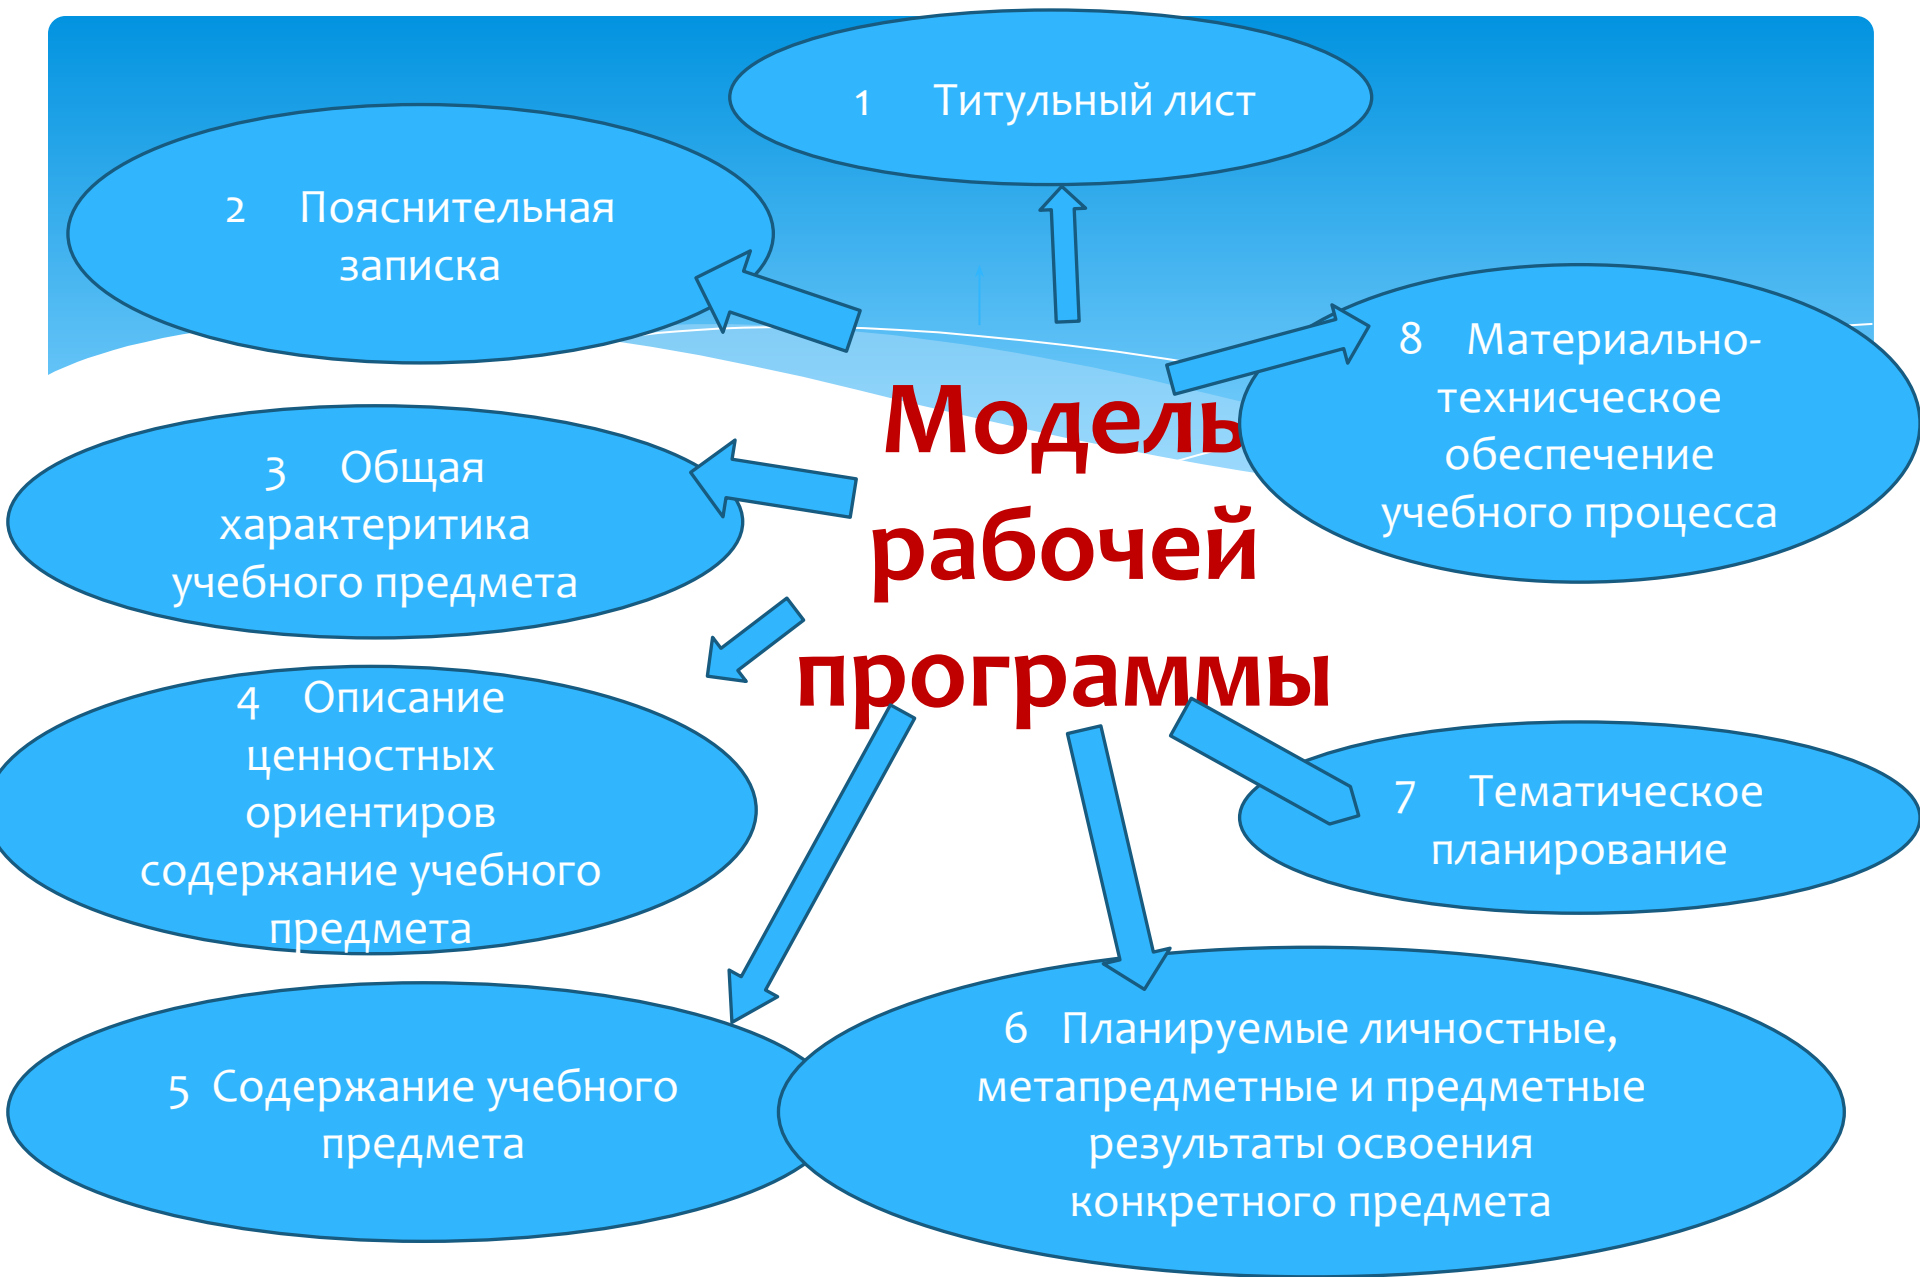 1 Титульный лист
2 Пояснительная
записка
3 Общая
характеритика
учебного предмета
4 Описание
ценностных
ориентиров
содержание учебного
предмета
5 Содержание учебного
предмета
6 Планируемые личностные,
метапредметные и предметные
результаты освоения
конкретного предмета
7 Тематическое
планирование
8 Материально-
технисческое
обеспечение
учебного процесса
Модель
рабочей
программы